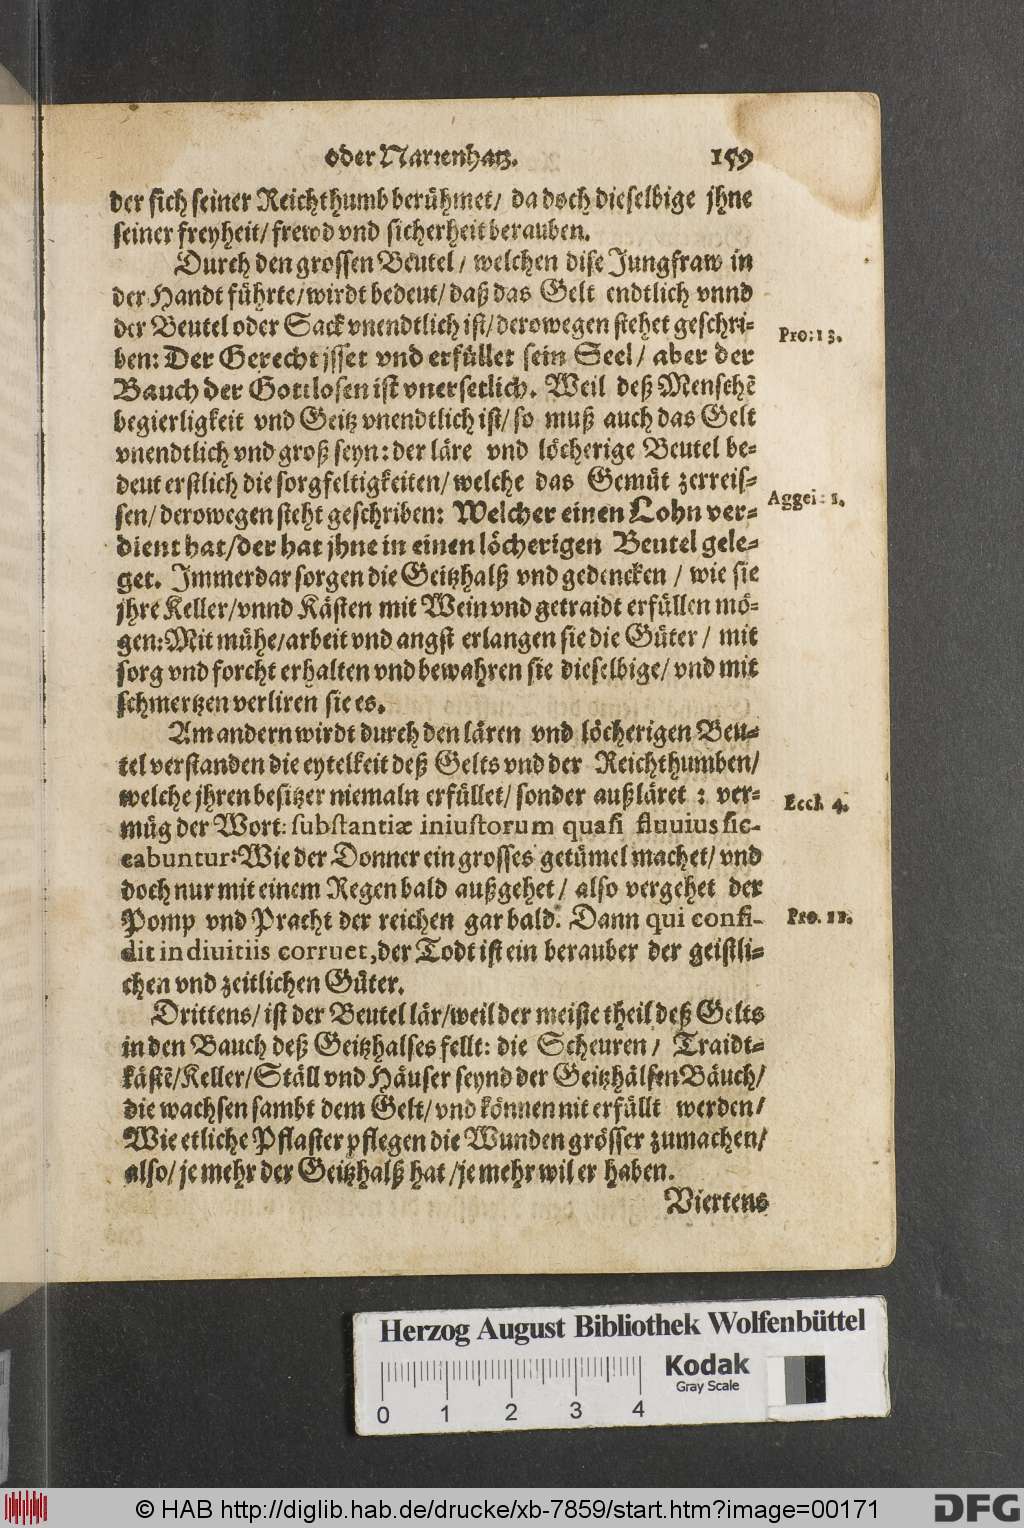 oder Narrenhatz. 159
der sich seiner Reichthumb berühmet/ da doch dieselbige jhne
seiner freyheit/ frewd vnd sicherheit berauben.
Durch den grossen Beutel/ welchen dise Jungfraw in
der Handt führte/ wirdt bedeut/ daß das Gelt endtlich vnnd
der Beutel oder Sack vnendtlich ist/ derowegen stehet geschri-
ben: Der Gerecht jsset vnd erfüllet sein Seel/ aber der
Bauch der Gottlosen ist vnersetlich. Weil deß Menschẽ
begierligkeit vnd Geitz vnendtlich ist/ so muß auch das Gelt
vnendtlich vnd groß seyn: der läre vnd löcherige Beutel be-
deut erstlich die sorgfeltigkeiten/ welche das Gemüt zerreis-
sen/ derowegen steht geschriben: Welcher einen Lohn ver-
dient hat/ der hat jhne in einen löcherigen Beutel gele-
get. Immerdar sorgen die Geitzhalß vnd gedencken / wie sie
jhre Keller/ vnnd Kästen mit Wein vnd getraidt erfüllen mö-
gen: Mit mühe/ arbeit vnd angst erlangen sie die Güter / mit
sorg vnd forcht erhalten vnd bewahren sie dieselbige/ vnd mit
schmertzen verliren sie es.
Am andern wirdt durch den lären vnd löcherigen Beu-
tel verstanden die eytelkeit deß Gelts vnd der Reichthumben/
welche jhren besitzer niemaln erfüllet/ sonder außläret : ver-
müg der Wort: substantiæ iniustorum quasi fluuius sic-
cabuntur: Wie der Donner ein grosses getümel machet/ vnd
doch nur mit einem Regen bald außgehet/ also vergehet der
Pomp vnd Pracht der reichen gar bald. Dann qui confi-
dit in diuitiis corruet, der Todt ist ein berauber der geistli-
chen vnd zeitlichen Güter.
Drittens/ ist der Beutel lär/ weil der meiste theil deß Gelts
in den Bauch deß Geitzhalses fellt: die Scheuren/ Traidt-
kästẽ/ Keller/ Ställ vnd Häuser seynd der Geitzhälsen Bäuch/
die wachsen sambt dem Gelt/ vnd können nit erfüllt werden/
Wie etliche Pflaster pflegen die Wunden grösser zumachen/
also/ je mehr der Geitzhalß hat / je mehr wil er haben.
Viertens
Pro: 13.
Aggei: 1.
Eccl. 4.
Pro. 11.
Herzog August Bibliothek Wolfenbüttel
Kodak
Gray Scale
0 1 2 3 4
© HAB http://diglib.hab.de/drucke/xb-7859/start.htm?image=00171
DFG